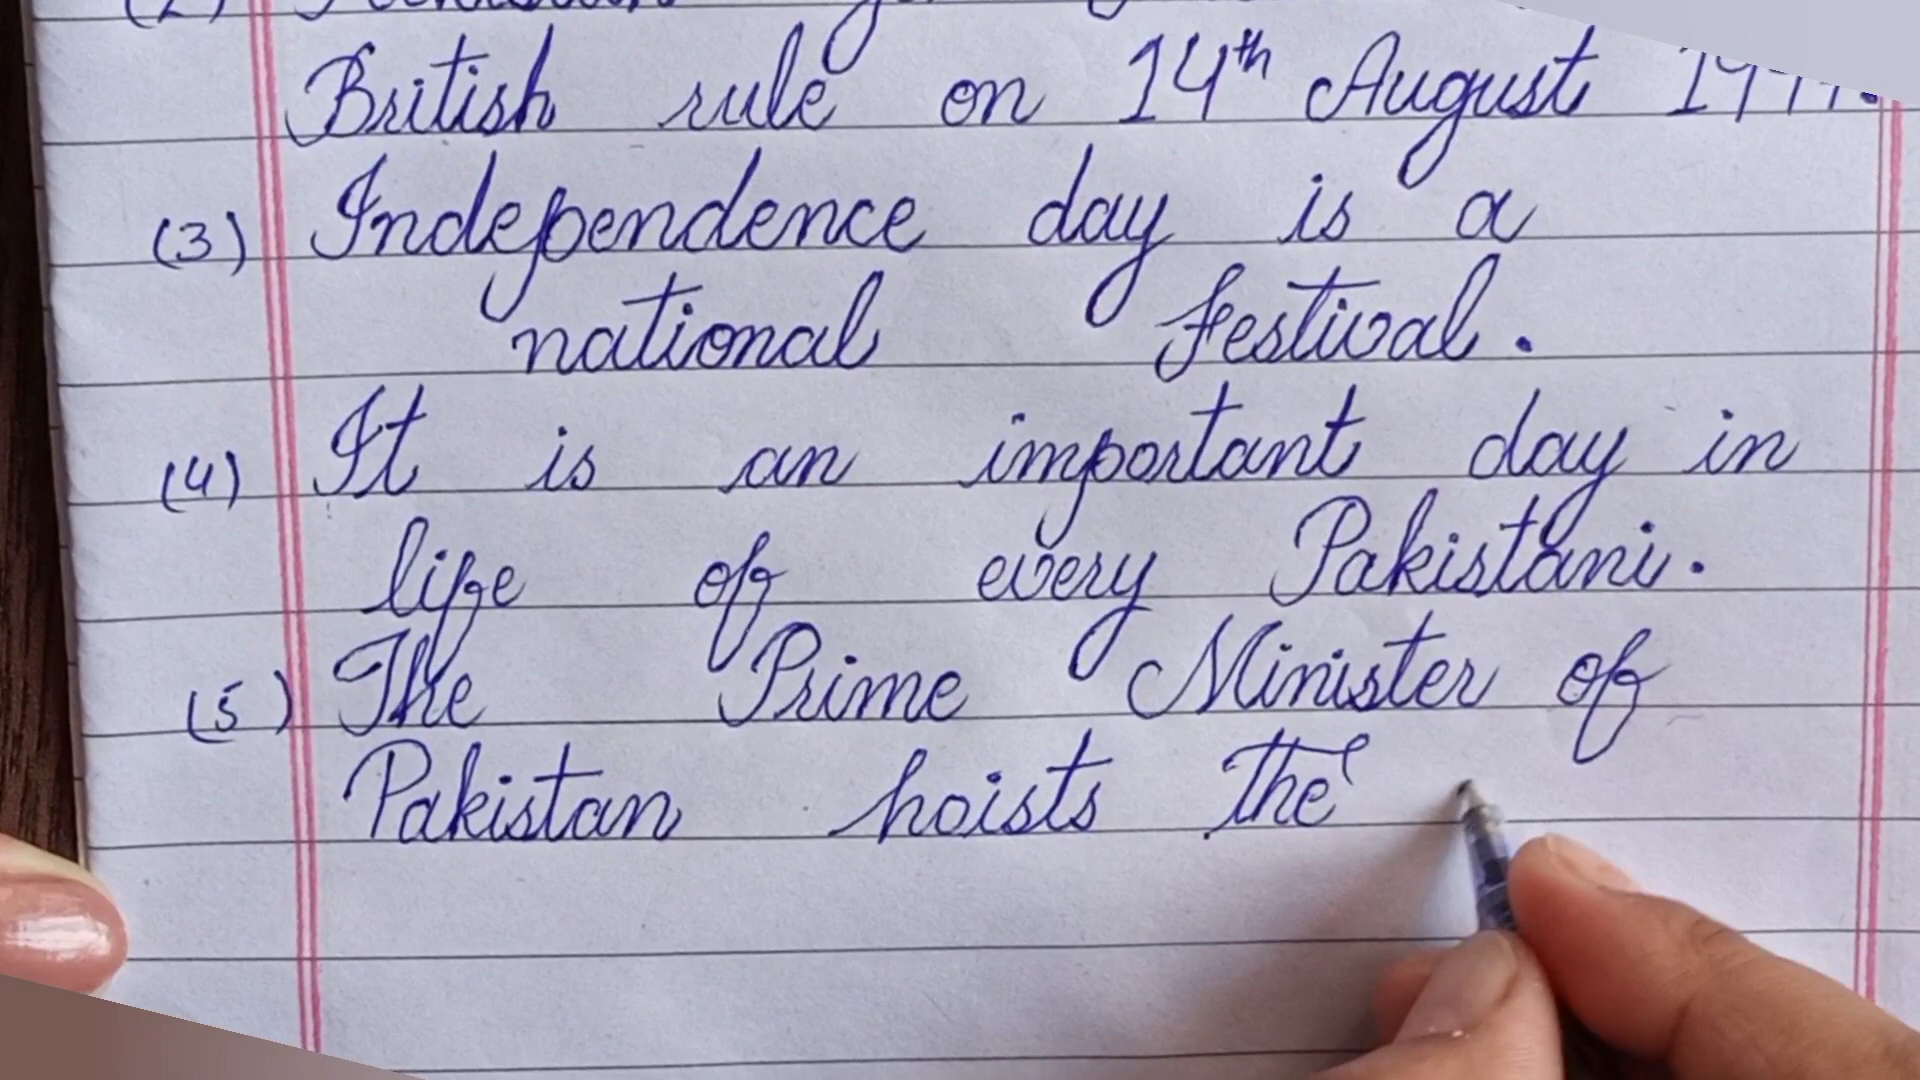 British rule on 14th August
(3) Independence day is a
national festival.
(4) It is an important day in
life of every Pakistani.
(5) The Prime Minister of
Pakistan hoists the